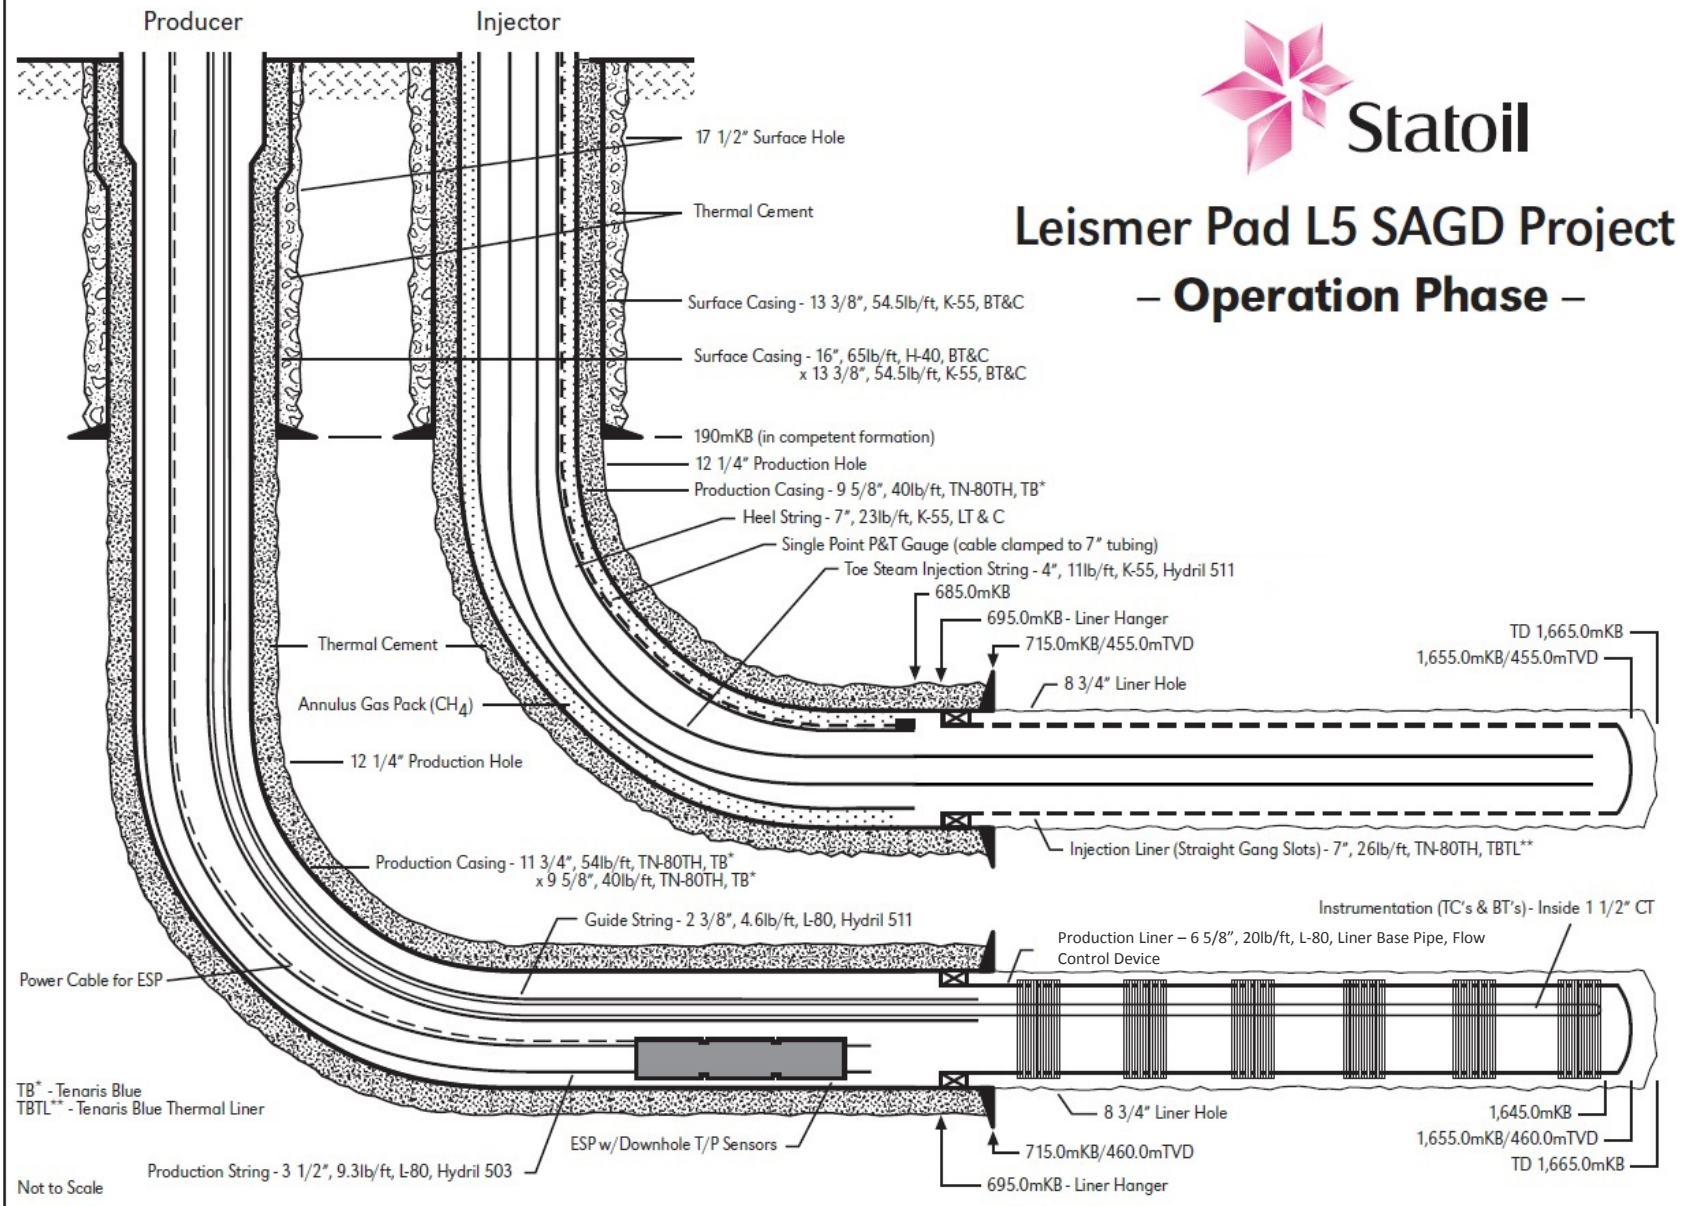 Producer
Injector
Statoil
Leismer Pad L5 SAGD Project
– Operation Phase –
17 1/2" Surface Hole
Thermal Cement
Surface Casing - 13 3/8", 54.5lb/ft, K-55, BT&C
Surface Casing - 16", 65lb/ft, H-40, BT&C
x 13 3/8", 54.5lb/ft, K-55, BT&C
190mKB (in competent formation)
12 1/4" Production Hole
Production Casing - 9 5/8", 40lb/ft, TN-80TH, TB*
Heel String - 7", 23lb/ft, K-55, LT & C
Single Point P&T Gauge (cable clamped to 7" tubing)
Toe Steam Injection String - 4", 11lb/ft, K-55, Hydril 511
685.0mKB
695.0mKB - Liner Hanger
715.0mKB/455.0mTVD
TD 1,665.0mKB
1,655.0mKB/455.0mTVD
8 3/4" Liner Hole
Thermal Cement
Annulus Gas Pack (CH4)
12 1/4" Production Hole
Injection Liner (Straight Gang Slots) - 7", 26lb/ft, TN-80TH, TBTL**
Production Casing - 11 3/4", 54lb/ft, TN-80TH, TB*
x 9 5/8", 40lb/ft, TN-80TH, TB*
Guide String - 2 3/8", 4.6lb/ft, L-80, Hydril 511
Instrumentation (TC's & BT's) - Inside 1 1/2" CT
Production Liner – 6 5/8", 20lb/ft, L-80, Liner Base Pipe, Flow
Control Device
Power Cable for ESP
TB* - Tenaris Blue
TBTL** - Tenaris Blue Thermal Liner
8 3/4" Liner Hole
1,645.0mKB
1,655.0mKB/460.0mTVD
TD 1,665.0mKB
ESP w/Downhole T/P Sensors
715.0mKB/460.0mTVD
Production String - 3 1/2", 9.3lb/ft, L-80, Hydril 503
695.0mKB - Liner Hanger
Not to Scale